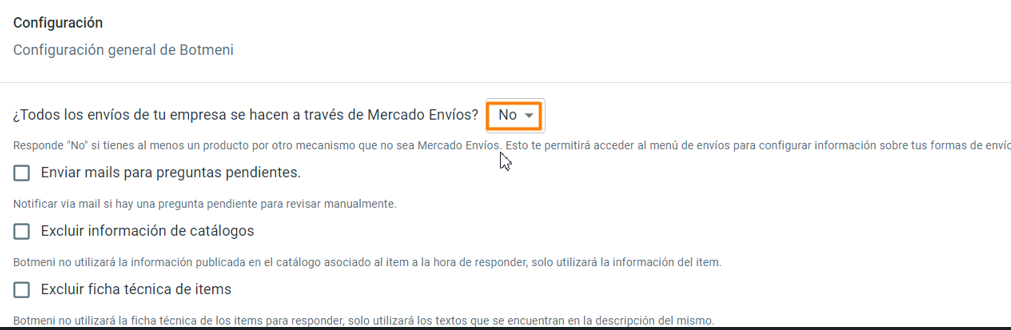 Configuración
Configuración general de Botmeni
¿Todos los envíos de tu empresa se hacen a través de Mercado Envíos? No
Responde "No" si tienes al menos un producto por otro mecanismo que no sea Mercado Envíos. Esto te permitirá acceder al menú de envíos para configurar información sobre tus formas de
Enviar mails para preguntas pendientes.
Notificar via mail si hay una pregunta pendiente para revisar manualmente.
Excluir información de catálogos
Botmeni no utilizará la información publicada en el catálogo asociado al item a la hora de responder, solo utilizará la información del item.
Excluir ficha técnica de items
Botmeni no utilizará la ficha técnica de los items para responder, solo utilizará los textos que se encuentran en la descripción del mismo.